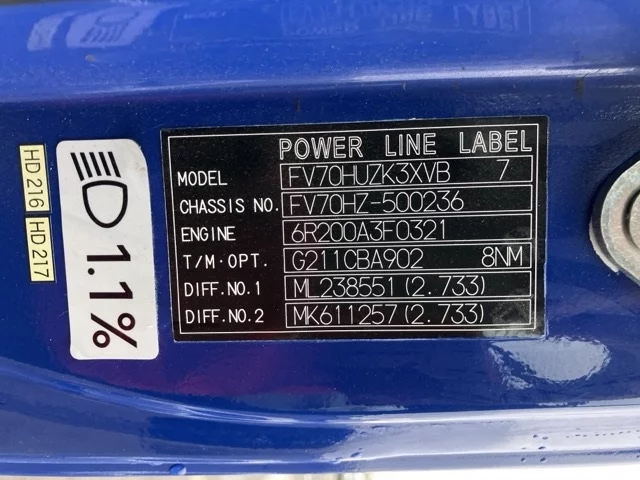 POWER LINE LABEL
MODEL FV70HUZK3XVB 7
CHASSIS NO. FV70HZ-500236
ENGINE 6R200A3F0321
T/M・OPT. G211CBA902 8NM
DIFF.NO.1 ML238551(2.733)
DIFF.NO.2 MK611257(2.733)
HD216
HD217
1.1%